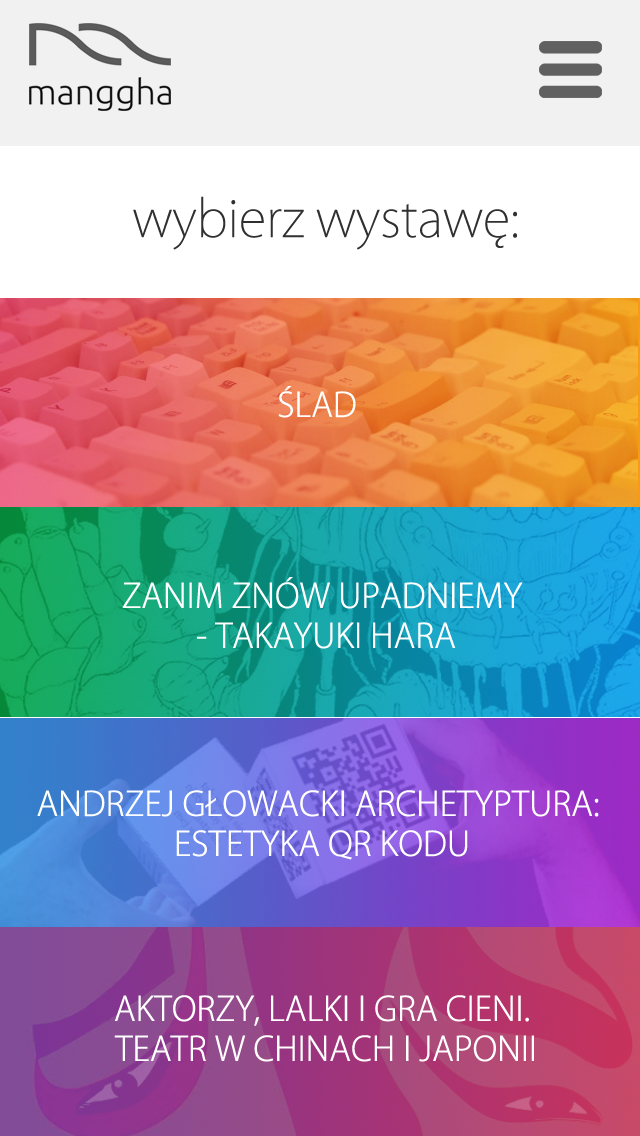 manggha
wybierz wystawę:
ŚLAD
ZANIM ZNÓW UPADNIEMY
- TAKAYUKI HARA
ANDRZEJ GŁOWACKI ARCHETYPTURA:
ESTETYKA QR KODU
AKTORZY, LALKI I GRA CIENI.
TEATR W CHINACH I JAPONII